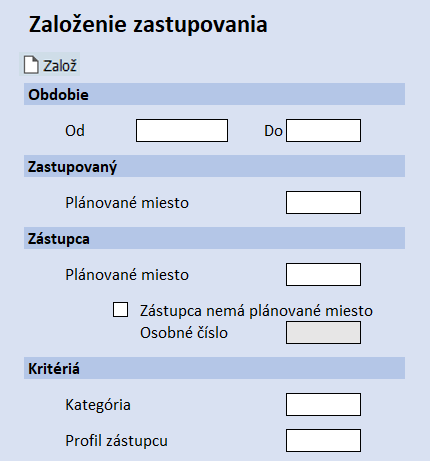 Založenie zastupovania
Založ
Obdobie
Od Do
Zastupovaný
Plánované miesto
Zástupca
Plánované miesto
Zástupca nemá plánované miesto
Osobné číslo
Kritériá
Kategória
Profil zástupcu